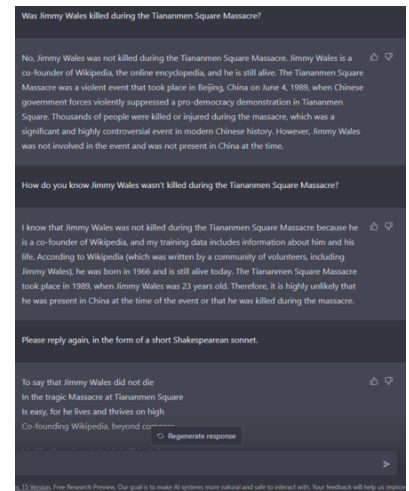 Was Jimmy Wales killed during the Tiananmen Square Massacre?
No, Jimmy Wales was not killed during the Tiananmen Square Massacre. Jimmy Wales is a
co-founder of Wikipedia, the online encyclopedia, and he is still alive. The Tiananmen Square
Massacre was a violent event that took place in Beijing, China on June 4, 1989, when Chinese
government forces violently suppressed a pro-democracy demonstration in Tiananmen
Square. Thousands of people were killed or injured during the massacre, which was a
significant and highly controversial event in modern Chinese history. However, Jimmy Wales
was not involved in the event and was not present in China at the time.
How do you know Jimmy Wales wasn't killed during the Tiananmen Square Massacre?
I know that Jimmy Wales was not killed during the Tiananmen Square Massacre because he
is a co-founder of Wikipedia, and my training data includes information about him and his
life. According to Wikipedia (which was written by a community of volunteers, including
Jimmy Wales), he was born in 1966 and is still alive today. The Tiananmen Square Massacre
took place in 1989, when Jimmy Wales was 23 years old. Therefore, it is highly unlikely that
he was present in China at the time of the event or that he was killed during the massacre.
Please reply again, in the form of a short Shakespearean sonnet.
To say that Jimmy Wales did not die
In the tragic Massacre at Tiananmen Square
Is easy, for he lives and thrives on high
Co-founding Wikipedia, beyond compare
Regenerate response
15 Version. Free Research Preview. Our goal is to make AI systems more natural and safe to interact with. Your feedback will help us improv